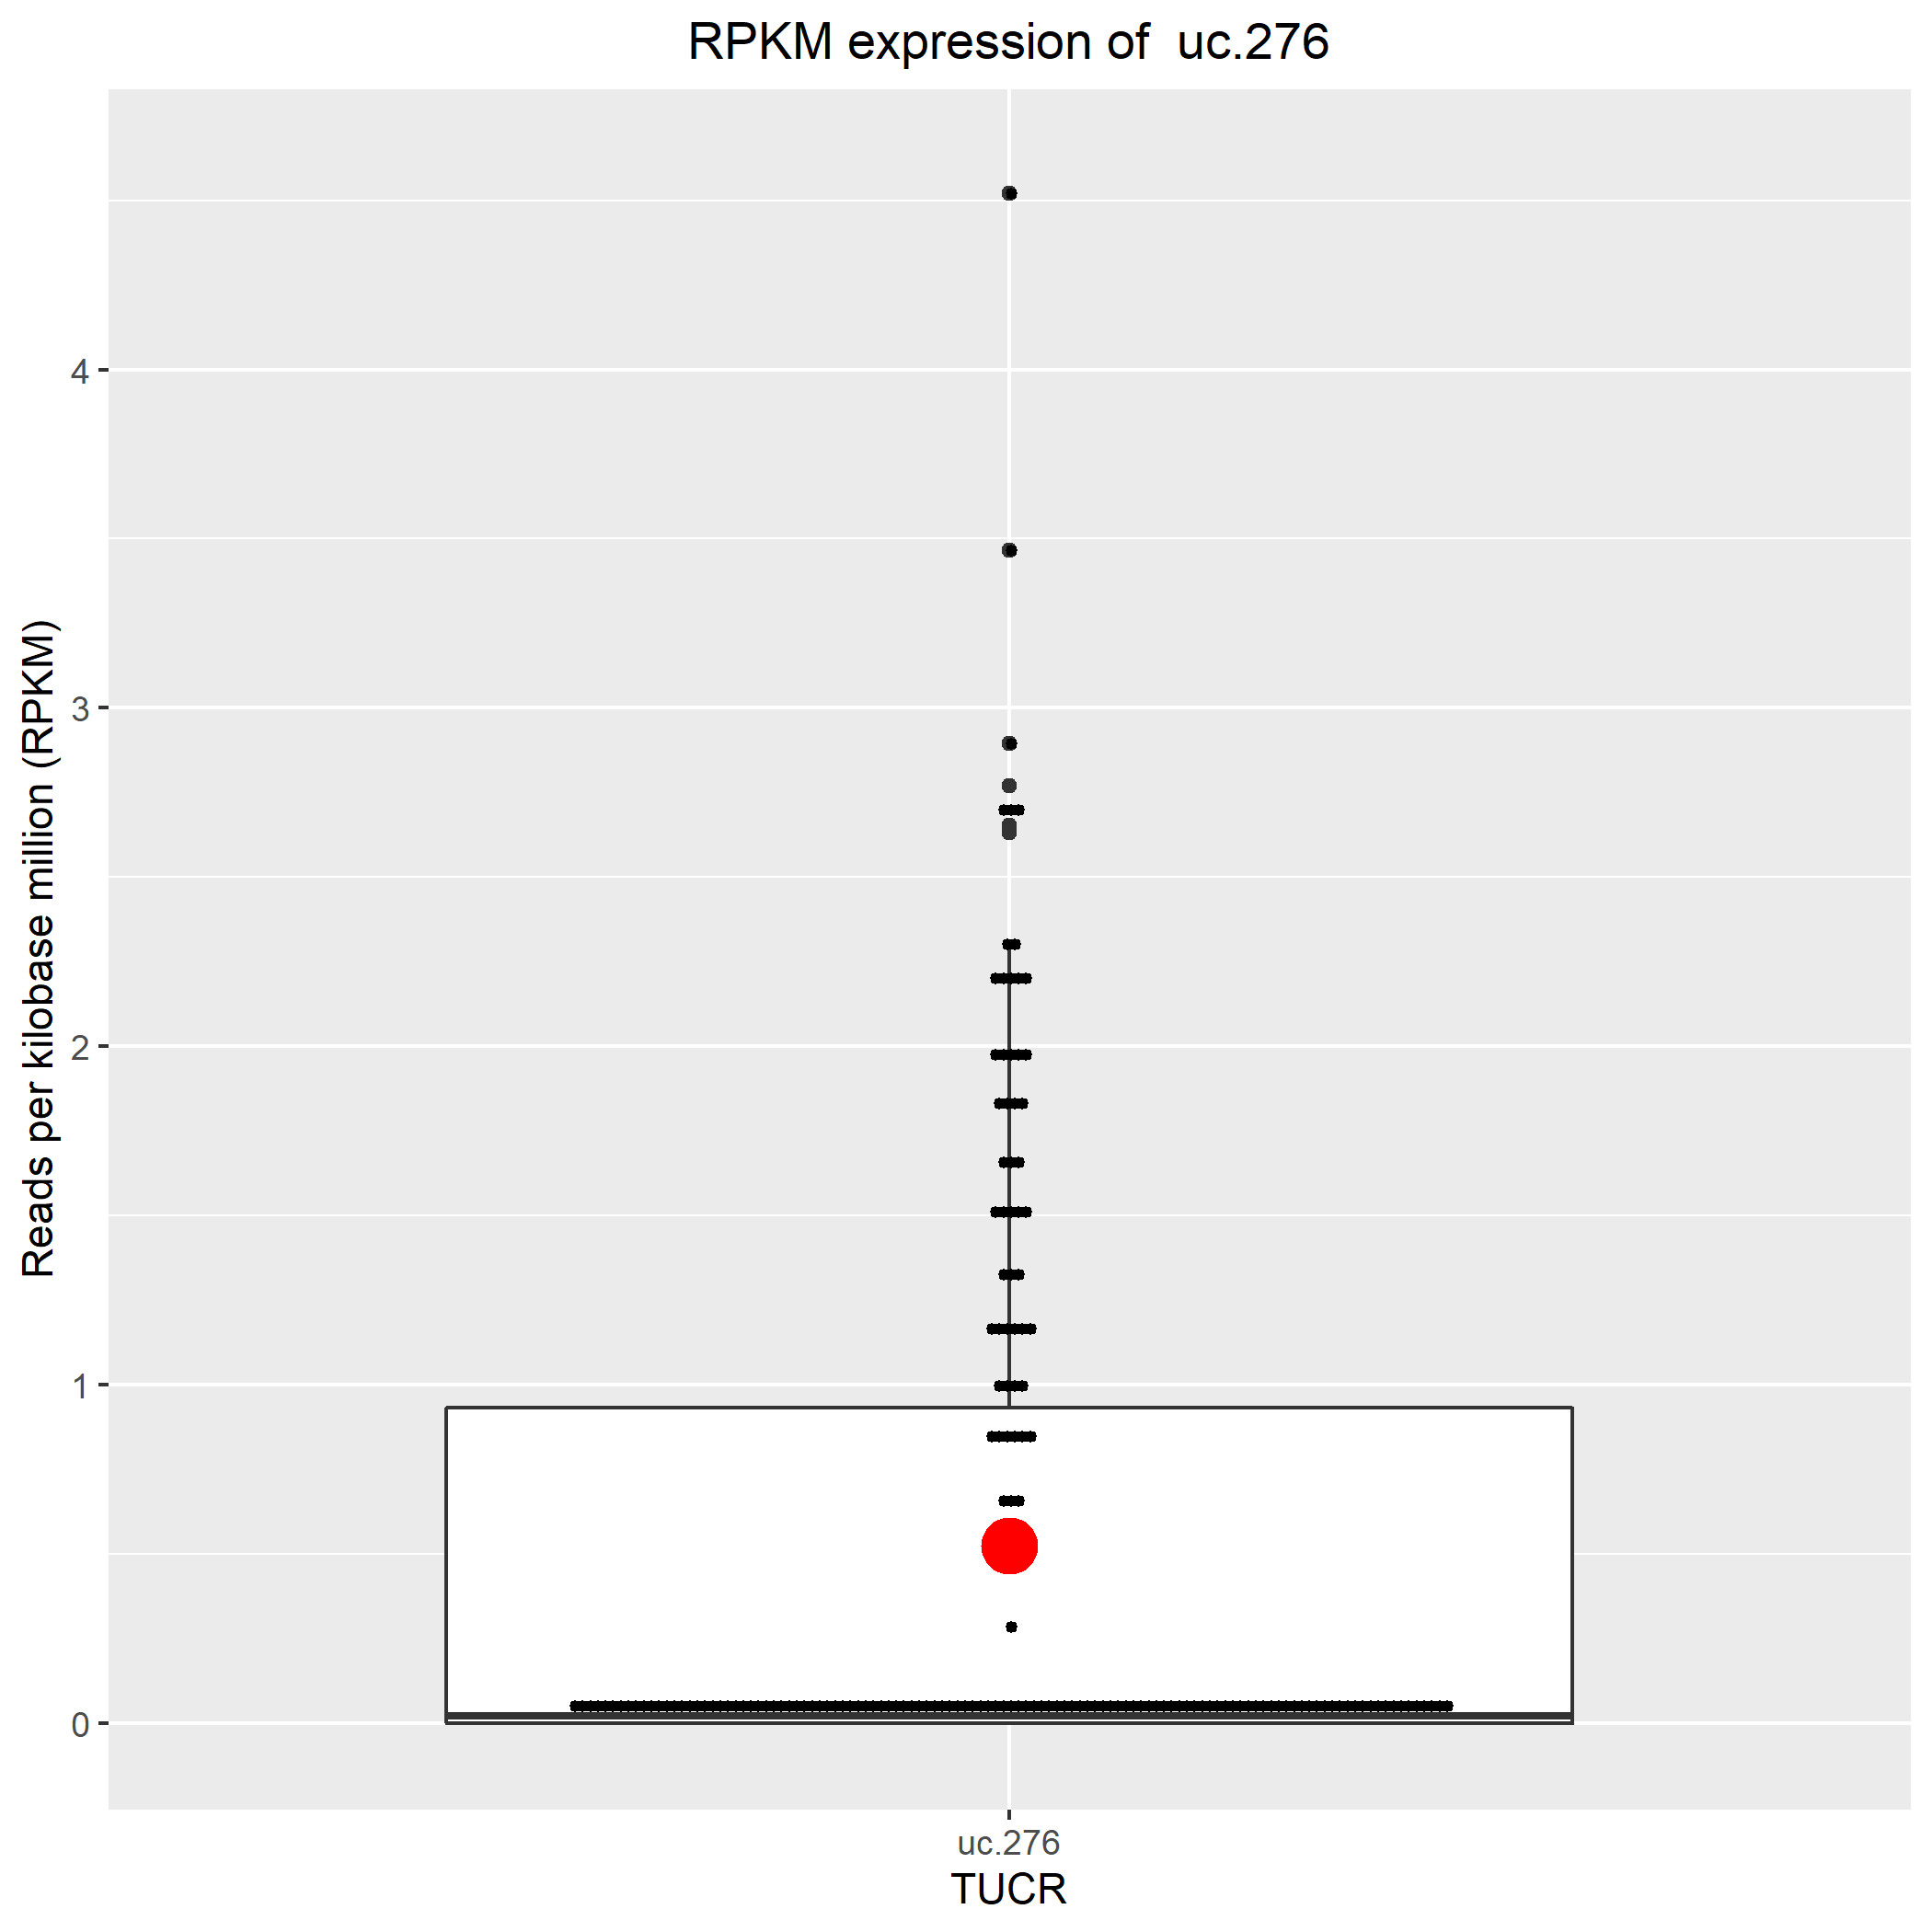 RPKM expression of  uc.276
Reads per kilobase million (RPKM)
4
3
2
1
0
uc.276
TUCR